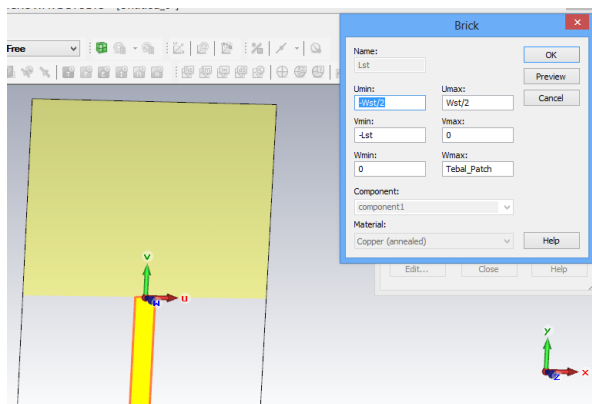 Free
Brick
Name:
Lst
OK
Preview
Cancel
Umin:
Umax:
-Wst/2
Wst/2
Vmin:
Vmax:
-Lst
0
Wmin:
Wmax:
0
Tebal_Patch
Component:
component1
Material:
Copper (annealed)
Help
Edit...
Close
Help
v
u
w
y
x
z